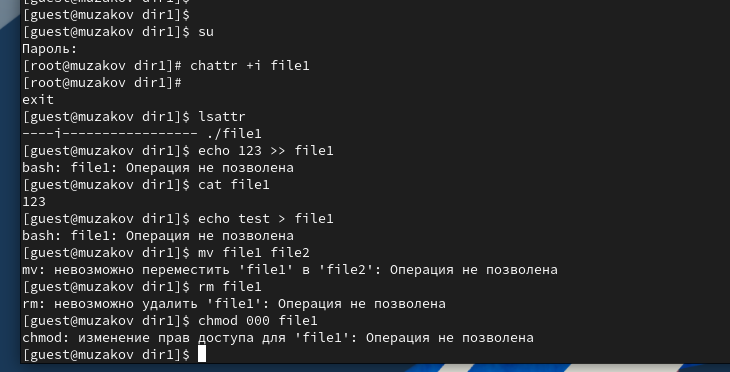 [guest@muzakov dir1]$
[guest@muzakov dir1]$
[guest@muzakov dir1]$ su
Пароль:
[root@muzakov dir1]# chattr +i file1
[root@muzakov dir1]#
exit
[guest@muzakov dir1]$ lsattr
----i----------------- ./file1
[guest@muzakov dir1]$ echo 123 >> file1
bash: file1: Операция не позволена
[guest@muzakov dir1]$ cat file1
123
[guest@muzakov dir1]$ echo test > file1
bash: file1: Операция не позволена
[guest@muzakov dir1]$ mv file1 file2
mv: невозможно переместить 'file1' в 'file2': Операция не позволена
[guest@muzakov dir1]$ rm file1
rm: невозможно удалить 'file1': Операция не позволена
[guest@muzakov dir1]$ chmod 000 file1
chmod: изменение прав доступа для 'file1': Операция не позволена
[guest@muzakov dir1]$